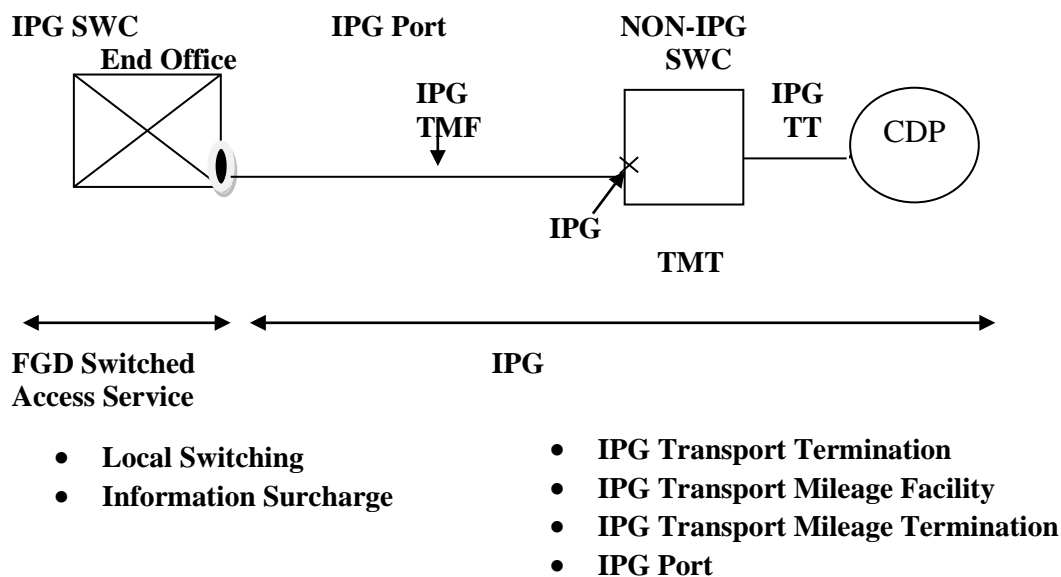 IPG SWC
End Office
IPG Port
NON-IPG
SWC
IPG
TMF
IPG
TT
CDP
IPG
TMT
FGD Switched
Access Service
IPG
• Local Switching
• Information Surcharge
• IPG Transport Termination
• IPG Transport Mileage Facility
• IPG Transport Mileage Termination
• IPG Port